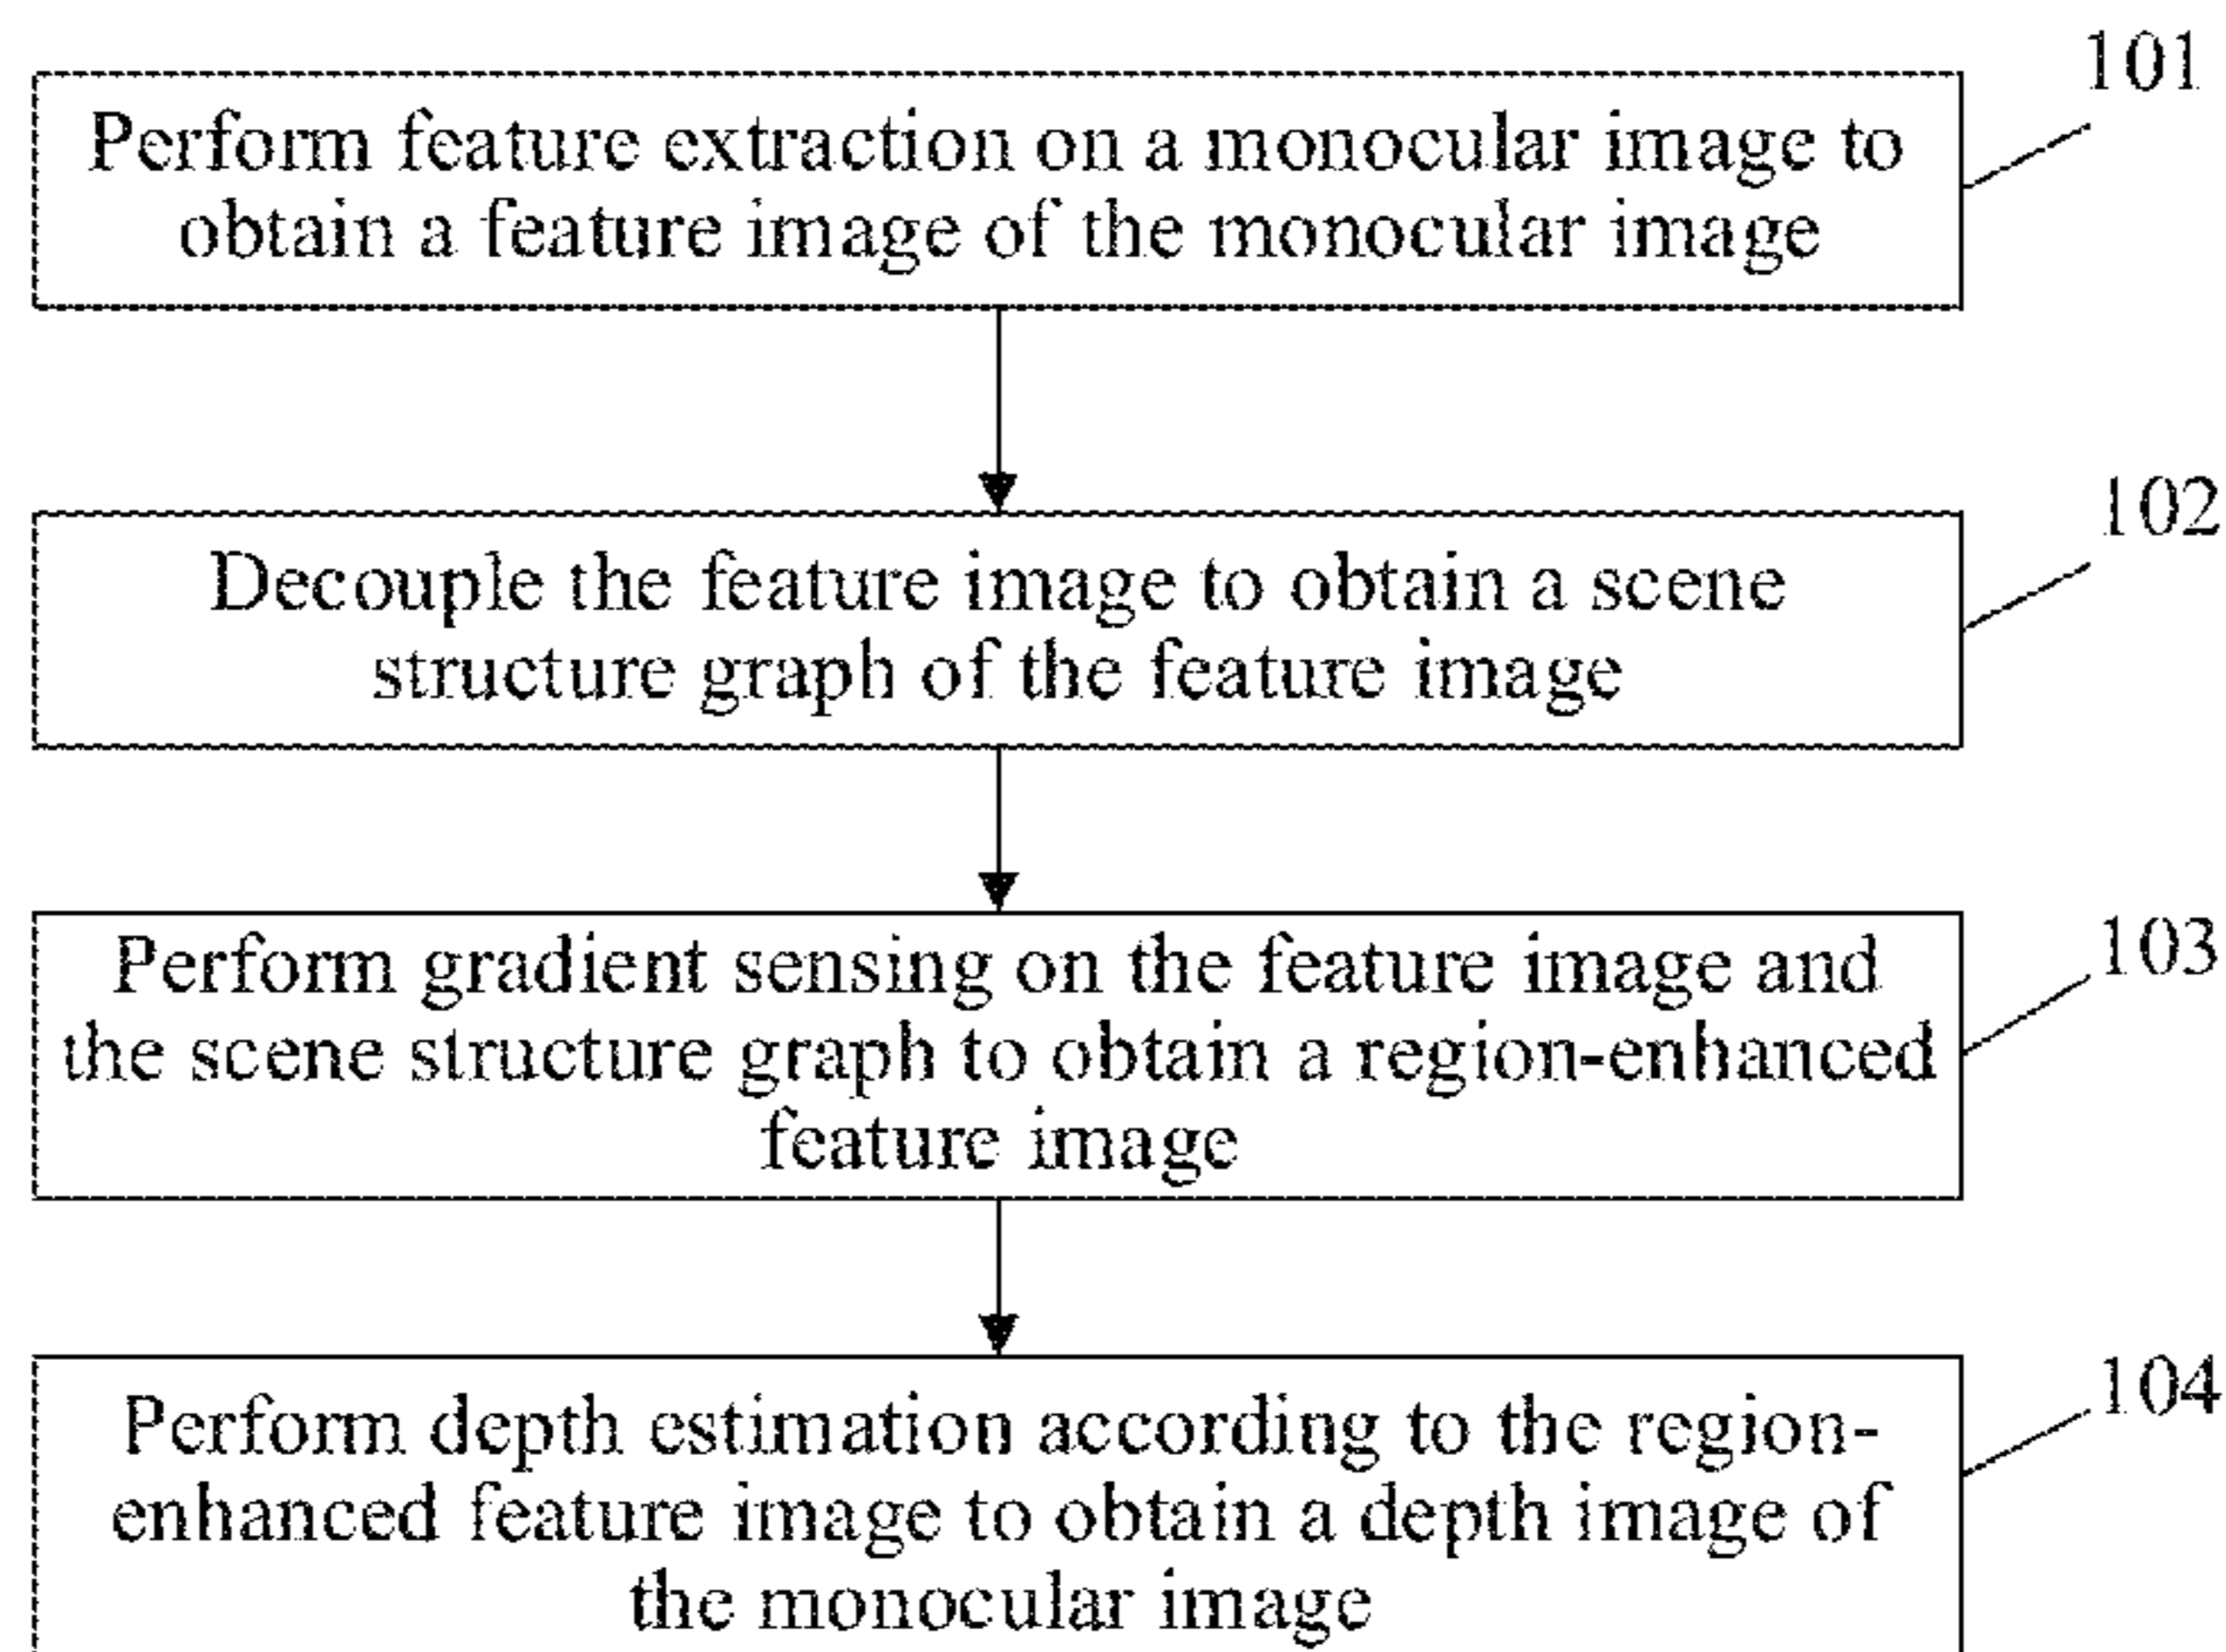 101
Perform feature extraction on a monocular image to
obtain a feature image of the monocular image
102
Decouple the feature image to obtain a scene
structure graph of the feature image
103
Perform gradient sensing on the feature image and
the scene structure graph to obtain a region-enhanced
feature image
104
Perform depth estimation according to the region-
enhanced feature image to obtain a depth image of
the monocular image